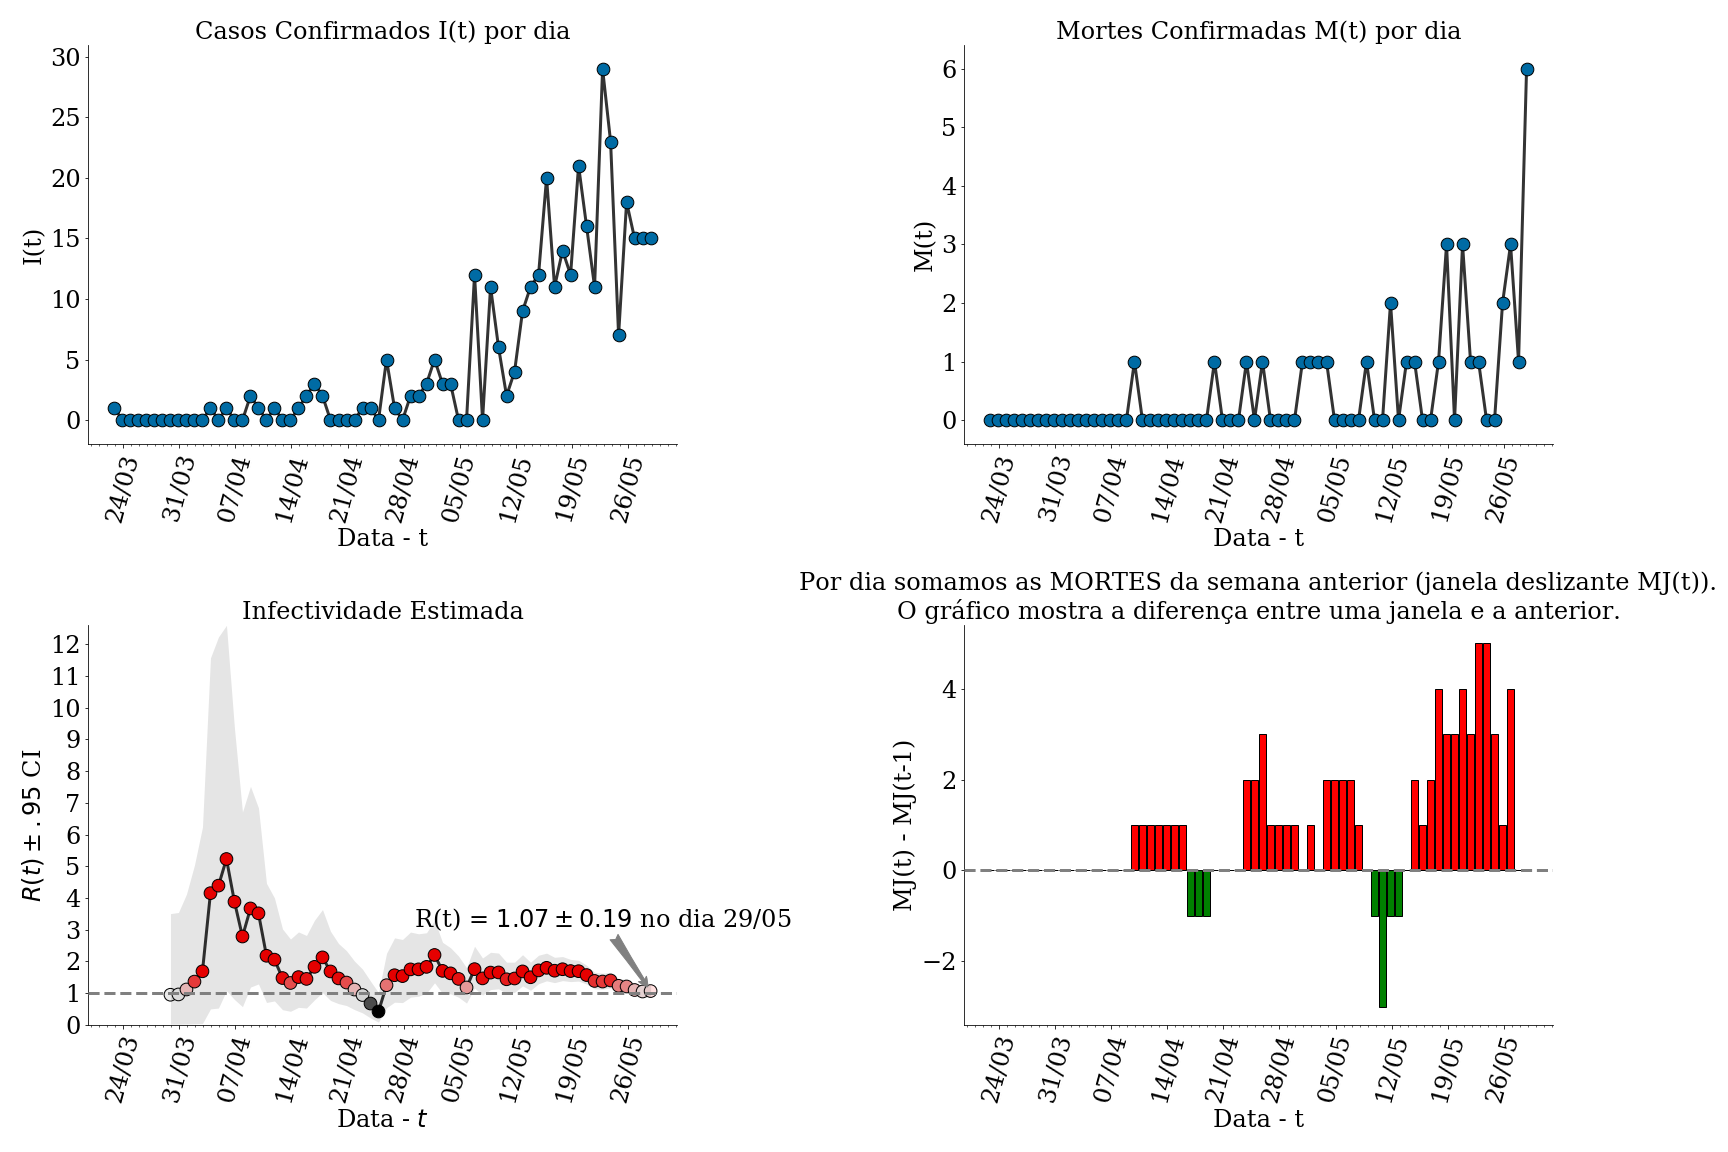 Casos Confirmados I(t) por dia
30
25
20
15
10
5
0
I(t)
24/03 31/03 07/04 14/04 21/04 28/04 05/05 12/05 19/05 26/05
Data - t
Mortes Confirmadas M(t) por dia
6
5
4
3
2
1
0
M(t)
24/03 31/03 07/04 14/04 21/04 28/04 05/05 12/05 19/05 26/05
Data - t
Infectividade Estimada
12
11
10
9
8
7
6
5
4
3
2
1
0
R(t) ± .95 CI
R(t) = 1.07 ± 0.19 no dia 29/05
24/03 31/03 07/04 14/04 21/04 28/04 05/05 12/05 19/05 26/05
Data - t
Por dia somamos as MORTES da semana anterior (janela deslizante MJ(t)).
O gráfico mostra a diferença entre uma janela e a anterior.
4
2
0
−2
MJ(t) - MJ(t-1)
24/03 31/03 07/04 14/04 21/04 28/04 05/05 12/05 19/05 26/05
Data - t